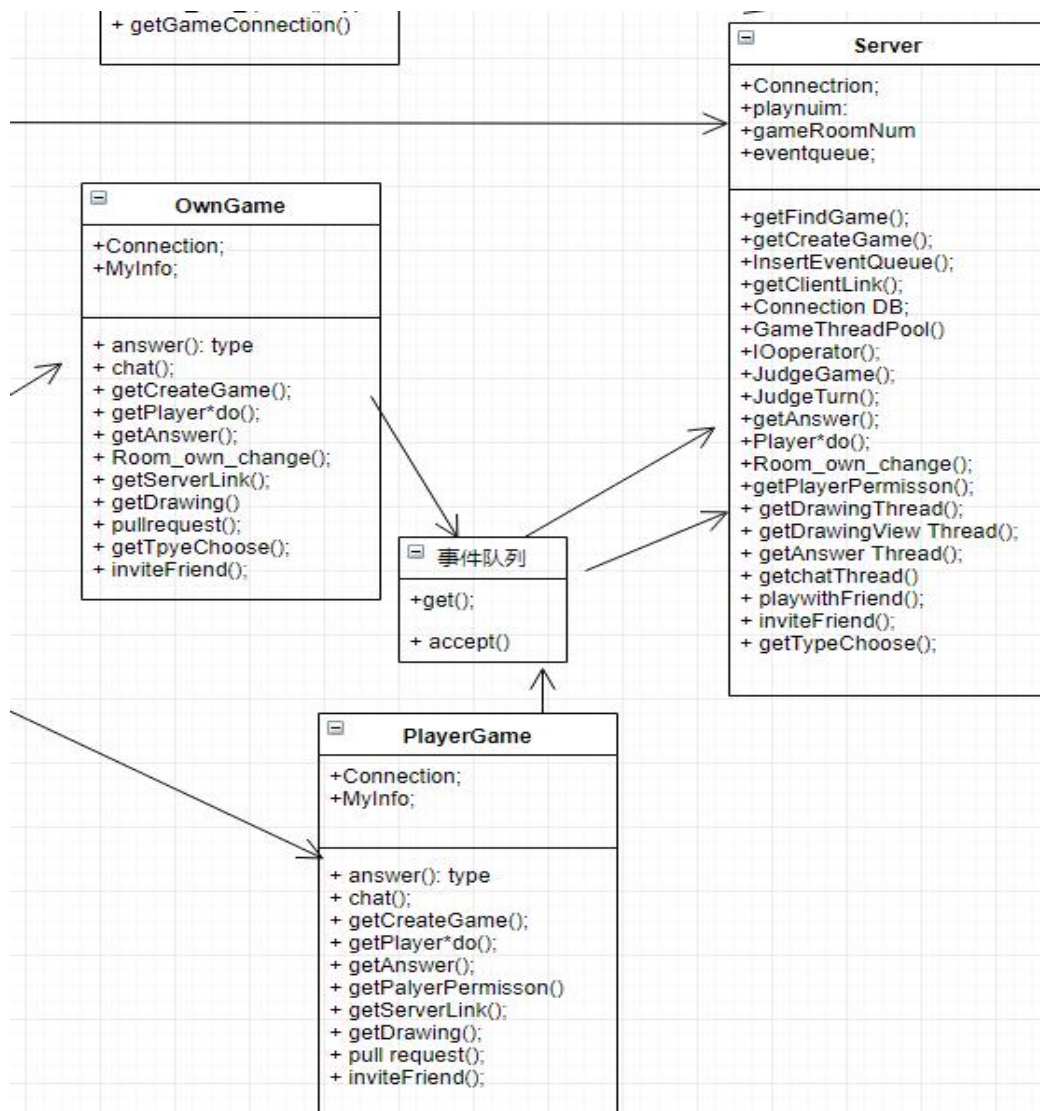 + getGameConnection()
Server
+Connectrion;
+playnuim:
+gameRoomNum
+eventqueue;
+getFindGame();
+getCreateGame();
+InsertEventQueue();
+getClientLink();
+Connection DB;
+GameThreadPool()
+IOoperator();
+JudgeGame();
+JudgeTurn();
+getAnswer();
+Player*do();
+Room_own_change();
+getPlayerPermisson();
+ getDrawingThread();
+ getDrawingView Thread();
+ getAnswer Thread();
+ getchatThread()
+ playwithFriend();
+ inviteFriend();
+ getTypeChoose();
OwnGame
+Connection;
+MyInfo;
+ answer(): type
+ chat();
+ getCreateGame();
+ getPlayer*do();
+ getAnswer();
+ Room_own_change();
+ getServerLink();
+ getDrawing()
+ pullrequest();
+ getTpyeChoose();
+ inviteFriend();
事件队列
+get();
+ accept()
PlayerGame
+Connection;
+MyInfo;
+ answer(): type
+ chat();
+ getCreateGame();
+ getPlayer*do();
+ getAnswer();
+ getPalyerPermisson()
+ getServerLink();
+ getDrawing();
+ pull request();
+ inviteFriend();